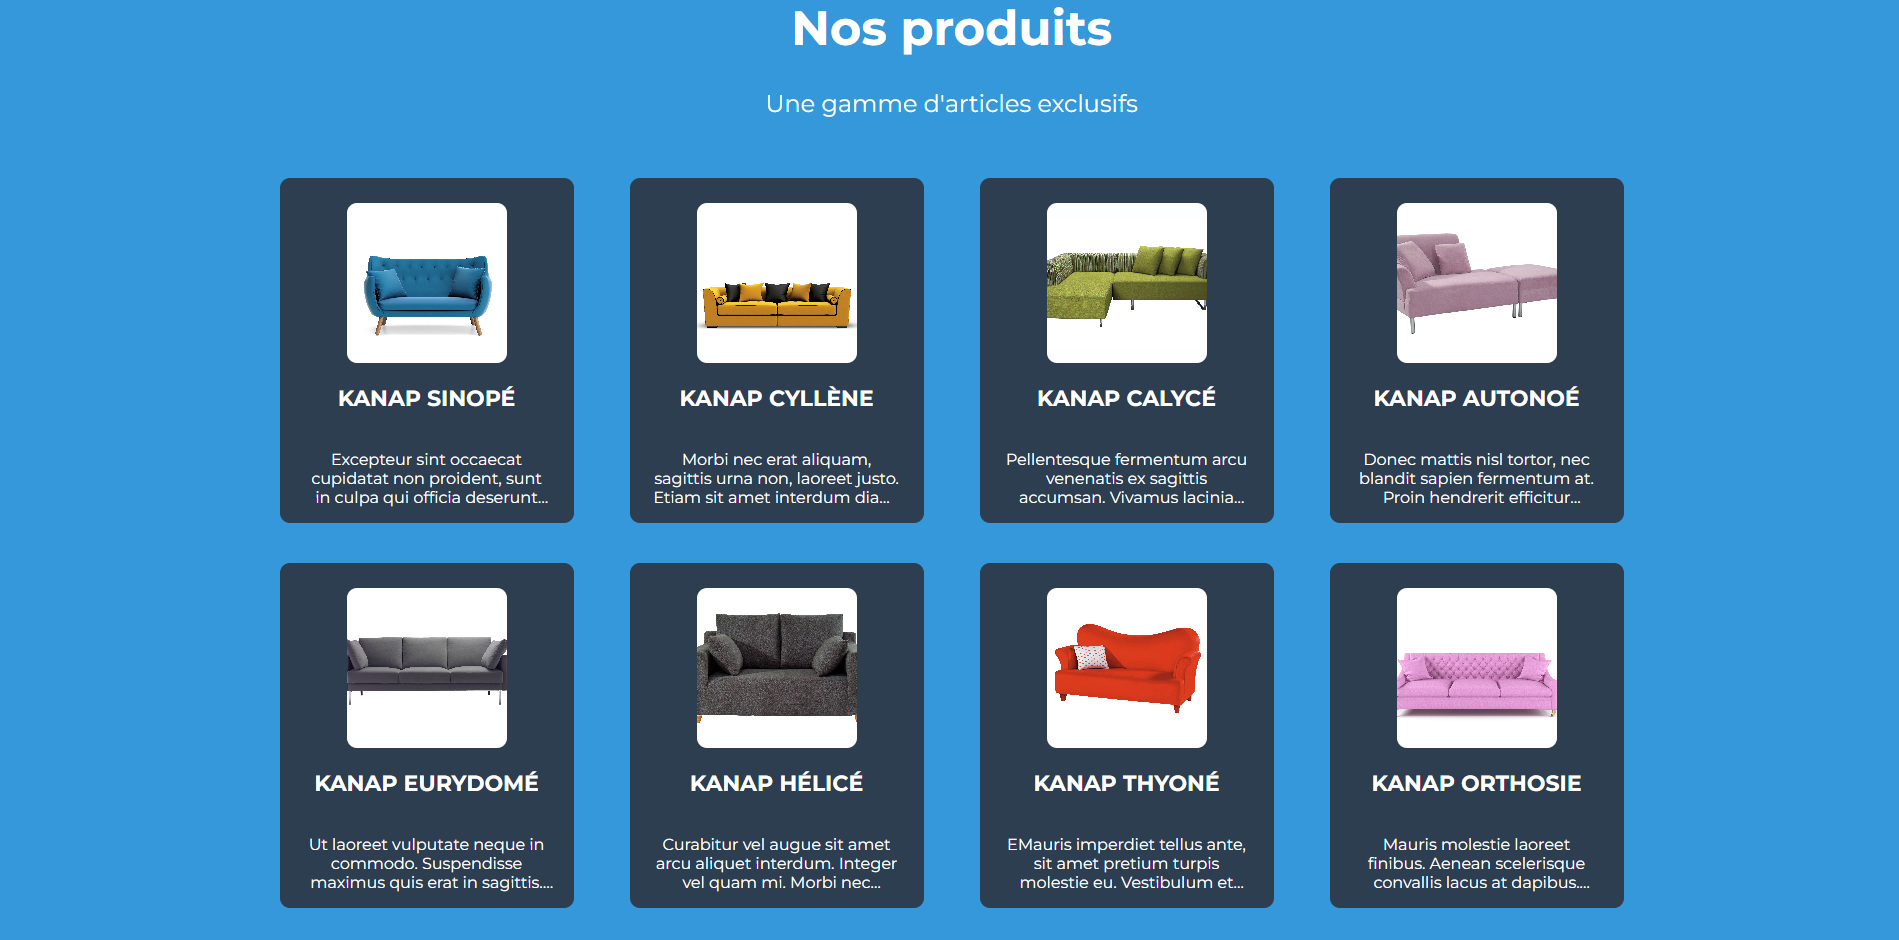 Nos produits
Une gamme d'articles exclusifs
KANAP SINOPÉ
Excepteur sint occaecat
cupidatat non proident, sunt
in culpa qui officia deserunt...
KANAP CYLLÈNE
Morbi nec erat aliquam,
sagittis urna non, laoreet justo.
Etiam sit amet interdum dia...
KANAP CALYCÉ
Pellentesque fermentum arcu
venenatis ex sagittis
accumsan. Vivamus lacinia...
KANAP AUTONOÉ
Donec mattis nisl tortor, nec
blandit sapien fermentum at.
Proin hendrerit efficitur...
KANAP EURYDOMÉ
Ut laoreet vulputate neque in
commodo. Suspendisse
maximus quis erat in sagittis....
KANAP HÉLICÉ
Curabitur vel augue sit amet
arcu aliquet interdum. Integer
vel quam mi. Morbi nec...
KANAP THYONÉ
EMauris imperdiet tellus ante,
sit amet pretium turpis
molestie eu. Vestibulum et...
KANAP ORTHOSIE
Mauris molestie laoreet
finibus. Aenean scelerisque
convallis lacus at dapibus....